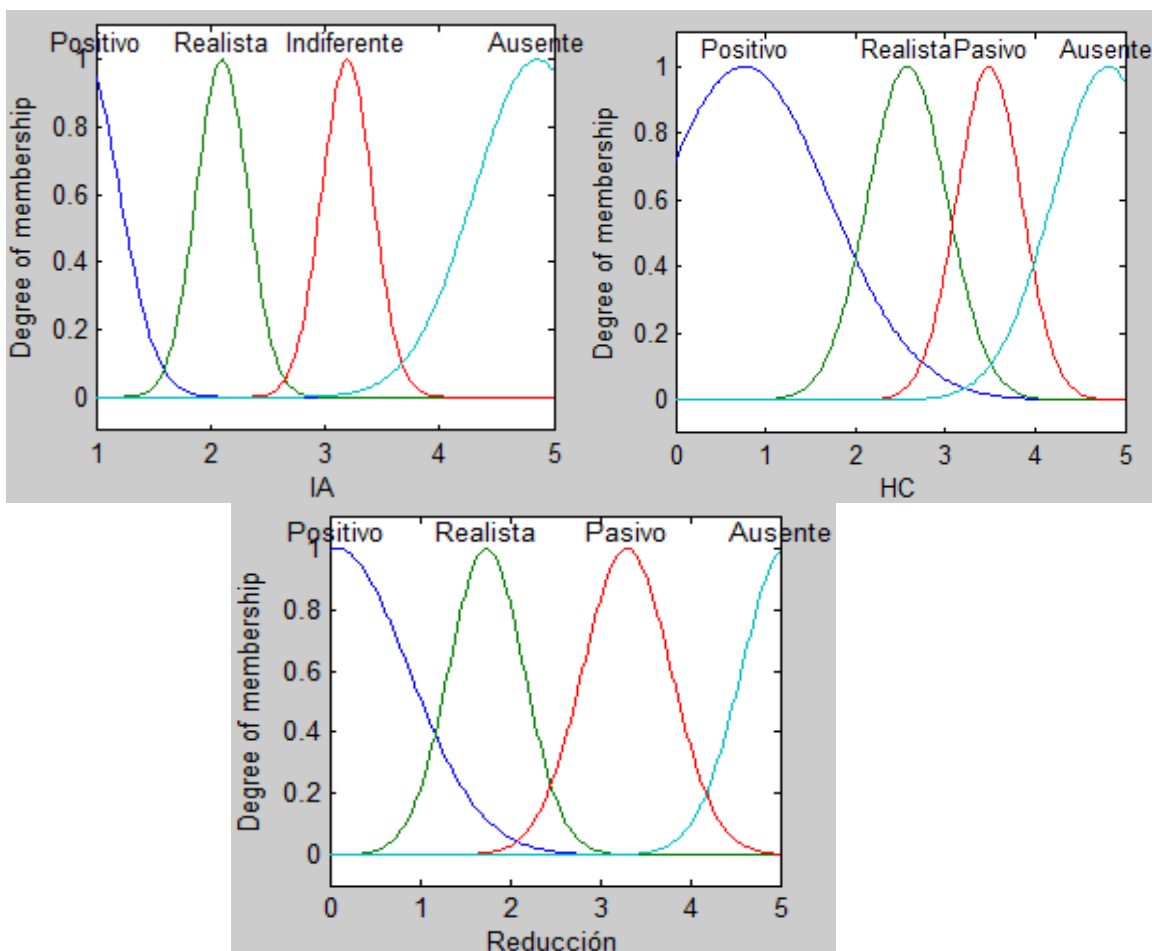 Positivo Realista Indiferente Ausente
1
0.8
0.6
0.4
0.2
0
Degree of membership
1 2 3 4 5
IA
Positivo Realista Pasivo Ausente
1
0.8
0.6
0.4
0.2
0
Degree of membership
0 1 2 3 4 5
HC
Positivo Realista Pasivo Ausente
1
0.8
0.6
0.4
0.2
0
Degree of membership
0 1 2 3 4 5
Reducción